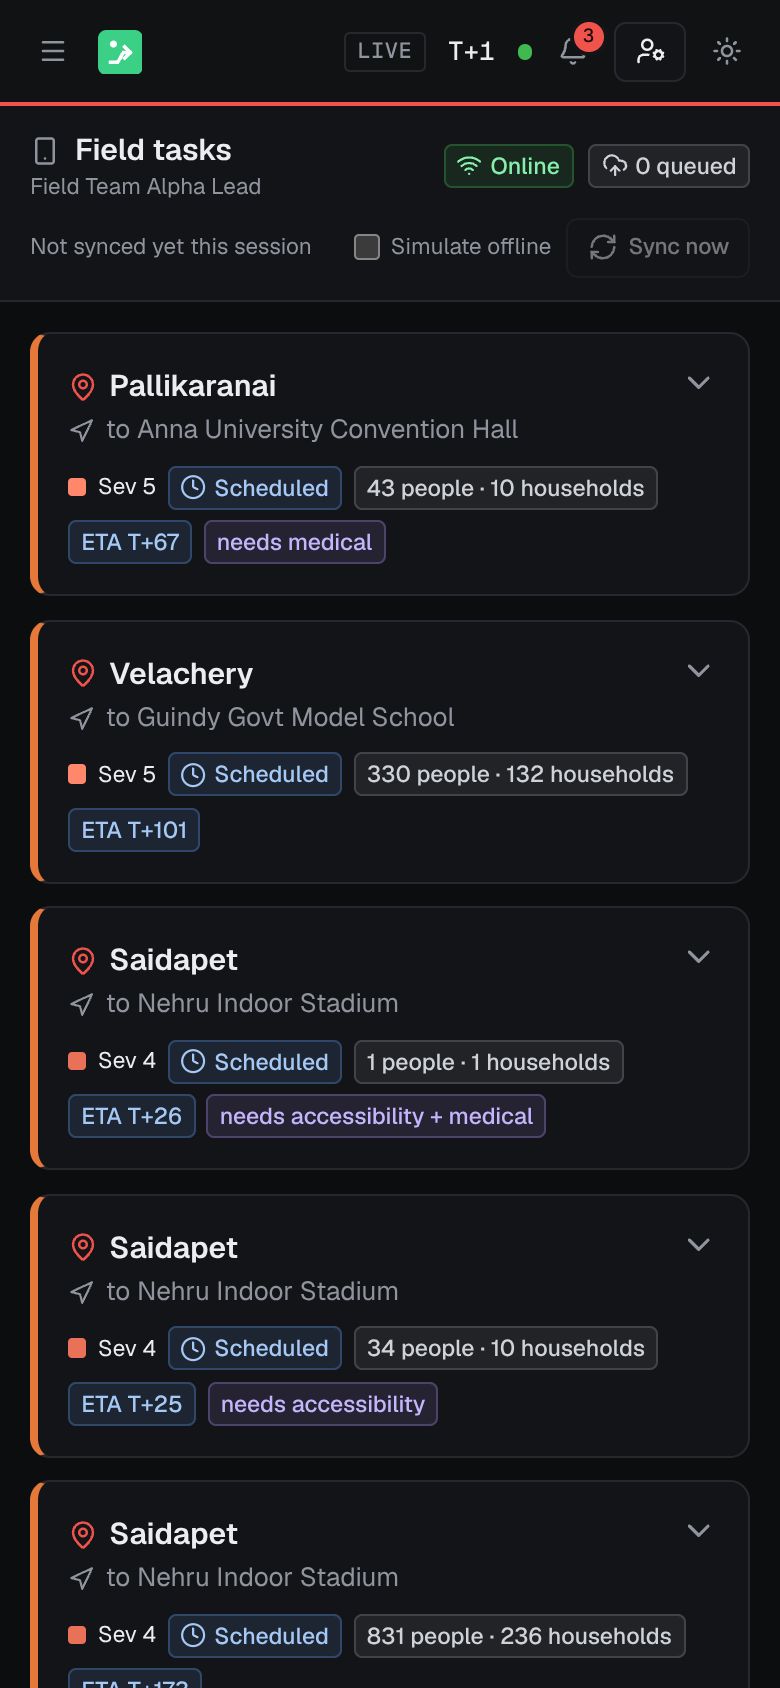 LIVE T+1 3
Field tasks
Online 0 queued
Field Team Alpha Lead
Not synced yet this session Simulate offline Sync now
Pallikaranai
to Anna University Convention Hall
Sev 5 Scheduled 43 people · 10 households
ETA T+67 needs medical
Velachery
to Guindy Govt Model School
Sev 5 Scheduled 330 people · 132 households
ETA T+101
Saidapet
to Nehru Indoor Stadium
Sev 4 Scheduled 1 people · 1 households
ETA T+26 needs accessibility + medical
Saidapet
to Nehru Indoor Stadium
Sev 4 Scheduled 34 people · 10 households
ETA T+25 needs accessibility
Saidapet
to Nehru Indoor Stadium
Sev 4 Scheduled 831 people · 236 households